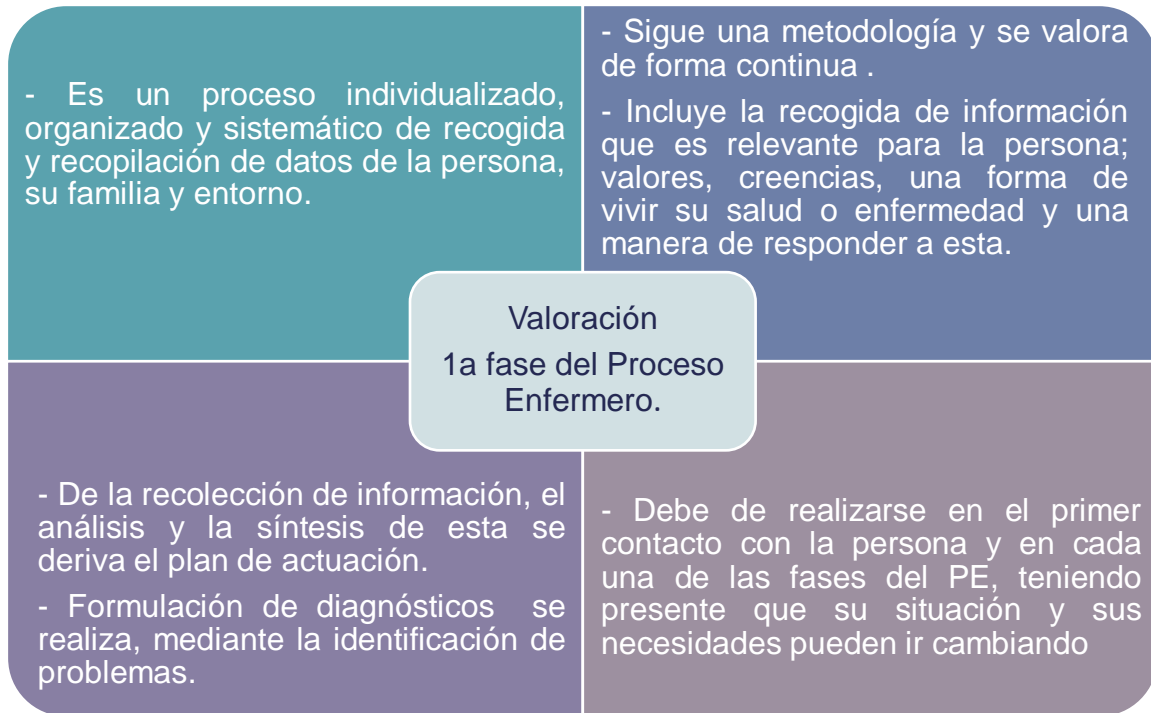 - Es un proceso individualizado,
organizado y sistemático de recogida
y recopilación de datos de la persona,
su familia y entorno.
- Sigue una metodología y se valora
de forma continua .
- Incluye la recogida de información
que es relevante para la persona;
valores, creencias, una forma de
vivir su salud o enfermedad y una
manera de responder a esta.
Valoración
1a fase del Proceso
Enfermero.
- De la recolección de información, el
análisis y la síntesis de esta se
deriva el plan de actuación.
- Formulación de diagnósticos se
realiza, mediante la identificación de
problemas.
- Debe de realizarse en el primer
contacto con la persona y en cada
una de las fases del PE, teniendo
presente que su situación y sus
necesidades pueden ir cambiando